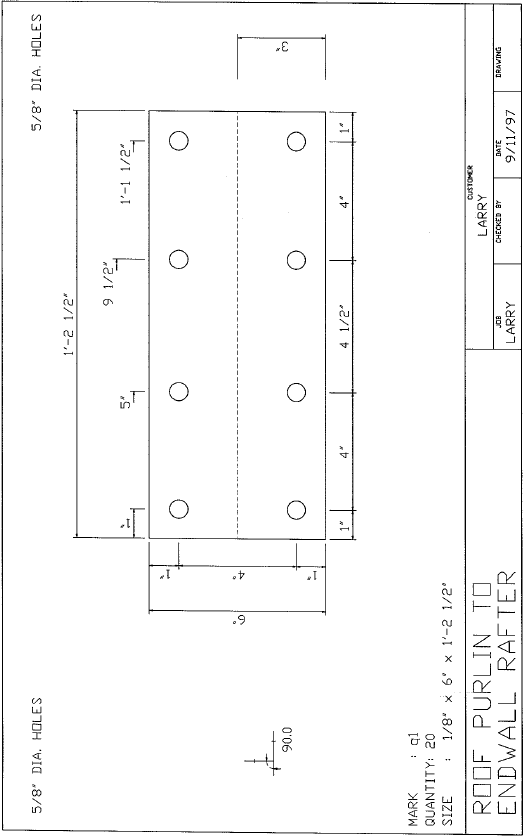 5/8" DIA. HOLES
5/8" DIA. HOLES
1'-2 1/2"
1"
5"
9 1/2"
1'-1 1/2"
3"
6"
1"
4"
1"
1"
4"
4 1/2"
4"
1"
90.0
MARK : q1
QUANTITY: 20
SIZE : 1/8" x 6" x 1'-2 1/2"
ROOF PURLIN TO
ENDWALL RAFTER
CUSTOMER
LARRY
JOB
LARRY
CHECKED BY
DATE
9/11/97
DRAWING